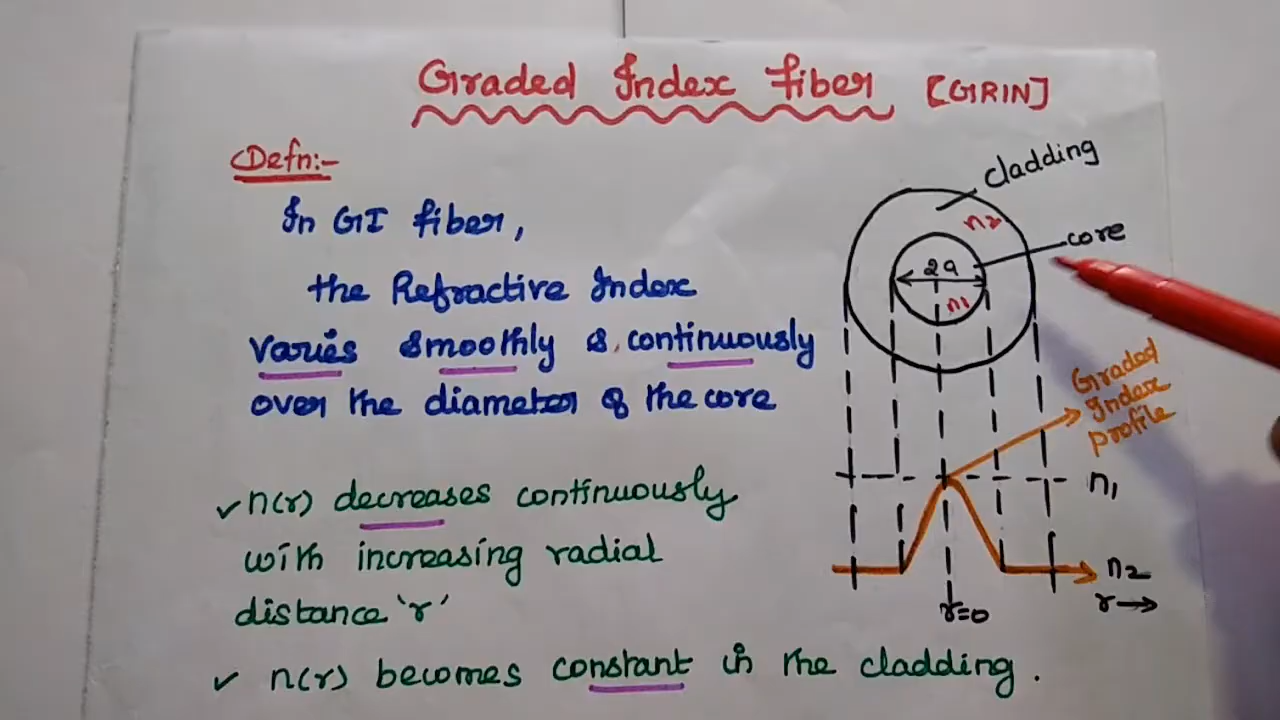 Graded Index Fiber [GRIN]
Defn:-
In GI fiber,
the Refractive Index
varies smoothly & continuously
over the diameter of the core
✓ n(r) decreases continuously
with increasing radial
distance 'r'
✓ n(r) becomes constant in the cladding.
cladding
n2
core
2a
n1
Graded
Index
profile
n1
n2
r=0
r→